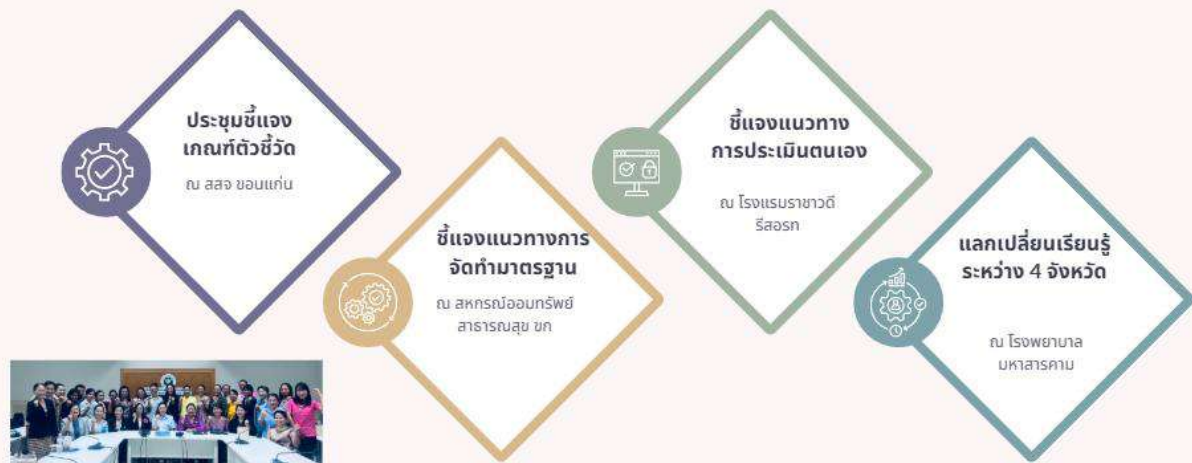 ประชุมชี้แจง
เกณฑ์ตัวชี้วัด
ณ สสจ ขอนแก่น
ชี้แจงแนวทางการ
จัดทำมาตรฐาน
ณ สหกรณ์ออมทรัพย์
สาธารณสุข ขก
ชี้แจงแนวทาง
การประเมินตนเอง
ณ โรงแรมราชาวดี
รีสอรท
แลกเปลี่ยนเรียนรู้
ระหว่าง 4 จังหวัด
ณ โรงพยาบาล
มหาสารคาม